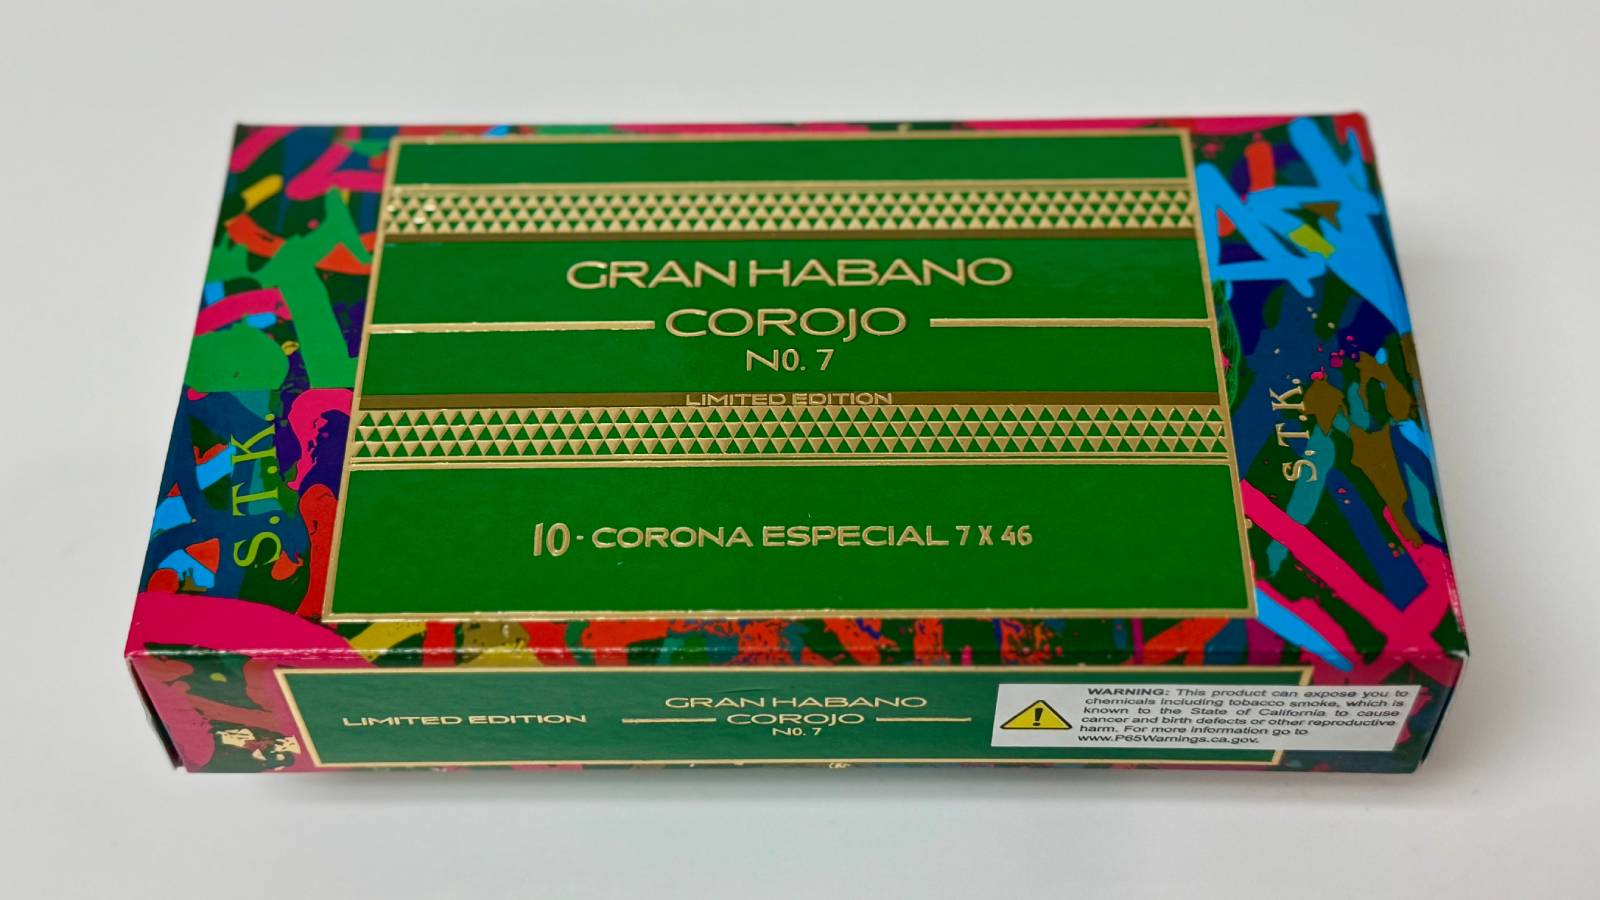 GRAN HABANO
COROJO
NO. 7
LIMITED EDITION
10 - CORONA ESPECIAL 7 X 46
S.T.K.
S.T.K.
LIMITED EDITION
GRAN HABANO
COROJO
NO. 7
WARNING: This product can expose you to
chemicals including tobacco smoke, which is
known to the State of California to cause
cancer and birth defects or other reproductive
harm. For more information go to
www.P65Warnings.ca.gov.